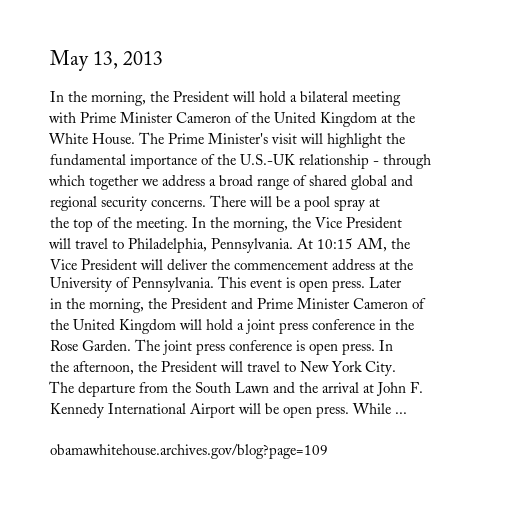 May 13, 2013
In the morning, the President will hold a bilateral meeting
with Prime Minister Cameron of the United Kingdom at the
White House. The Prime Minister's visit will highlight the
fundamental importance of the U.S.-UK relationship - through
which together we address a broad range of shared global and
regional security concerns. There will be a pool spray at
the top of the meeting. In the morning, the Vice President
will travel to Philadelphia, Pennsylvania. At 10:15 AM, the
Vice President will deliver the commencement address at the
University of Pennsylvania. This event is open press. Later
in the morning, the President and Prime Minister Cameron of
the United Kingdom will hold a joint press conference in the
Rose Garden. The joint press conference is open press. In
the afternoon, the President will travel to New York City.
The departure from the South Lawn and the arrival at John F.
Kennedy International Airport will be open press. While ...
obamawhitehouse.archives.gov/blog?page=109